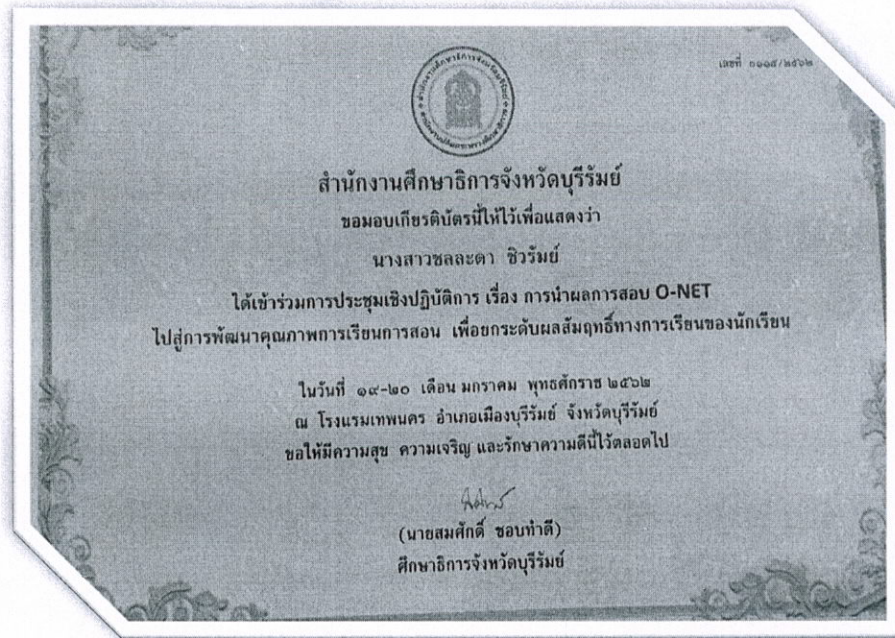 เลขที่ ๐๑๑๕/๒๕๖๒
สำนักงานศึกษาธิการจังหวัดบุรีรัมย์
ขอมอบเกียรติบัตรนี้ให้ไว้เพื่อแสดงว่า
นางสาวชลละดา ชิวรัมย์
ได้เข้าร่วมการประชุมเชิงปฏิบัติการ เรื่อง การนำผลการสอบ O-NET
ไปสู่การพัฒนาคุณภาพการเรียนการสอน เพื่อยกระดับผลสัมฤทธิ์ทางการเรียนของนักเรียน
ในวันที่ ๑๙-๒๐ เดือน มกราคม พุทธศักราช ๒๕๖๒
ณ โรงแรมเทพนคร อำเภอเมืองบุรีรัมย์ จังหวัดบุรีรัมย์
ขอให้มีความสุข ความเจริญ และรักษาความดีนี้ไว้ตลอดไป
(นายสมศักดิ์ ชอบทำดี)
ศึกษาธิการจังหวัดบุรีรัมย์